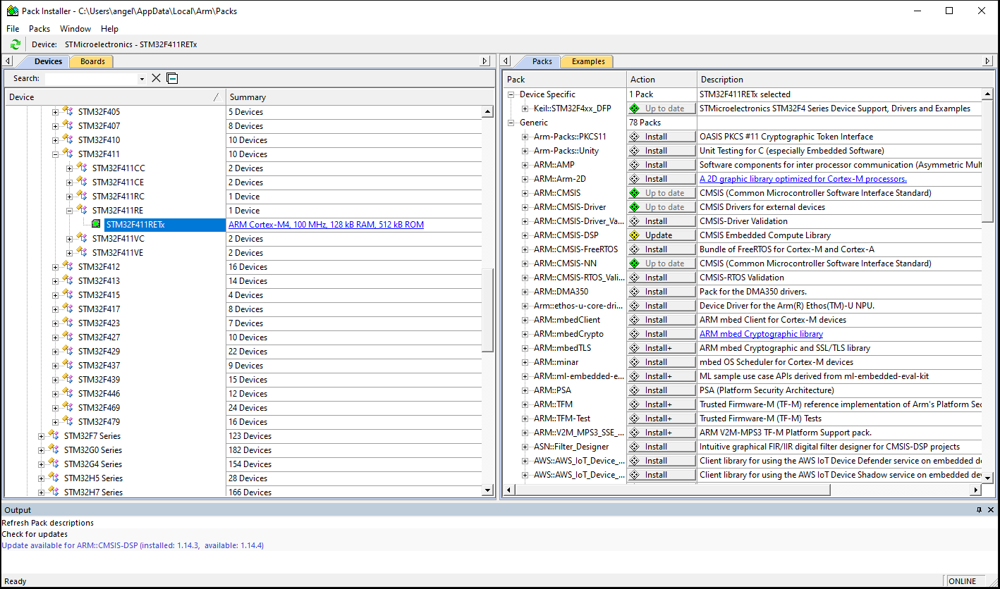 Pack Installer - C:\Users\angel\AppData\Local\Arm\Packs
File Packs Window Help
Device: STMicroelectronics - STM32F411RETx
Devices Boards
Search:
Device Summary
STM32F405 5 Devices
STM32F407 8 Devices
STM32F410 10 Devices
STM32F411 10 Devices
STM32F411CC 2 Devices
STM32F411CE 2 Devices
STM32F411RC 1 Device
STM32F411RE 1 Device
STM32F411RETx ARM Cortex-M4, 100 MHz, 128 kB RAM, 512 kB ROM
STM32F411VC 2 Devices
STM32F411VE 2 Devices
STM32F412 16 Devices
STM32F413 14 Devices
STM32F415 4 Devices
STM32F417 8 Devices
STM32F423 7 Devices
STM32F427 10 Devices
STM32F429 22 Devices
STM32F437 9 Devices
STM32F439 15 Devices
STM32F446 12 Devices
STM32F469 24 Devices
STM32F479 16 Devices
STM32F7 Series 123 Devices
STM32G0 Series 182 Devices
STM32G4 Series 154 Devices
STM32H5 Series 28 Devices
STM32H7 Series 166 Devices
Packs Examples
Pack Action Description
Device Specific 1 Pack STM32F411RETx selected
Keil::STM32F4xx_DFP Up to date STMicroelectronics STM32F4 Series Device Support, Drivers and Examples
Generic 78 Packs
Arm-Packs::PKCS11 Install OASIS PKCS #11 Cryptographic Token Interface
Arm-Packs::Unity Install Unit Testing for C (especially Embedded Software)
ARM::AMP Install Software components for inter processor communication (Asymmetric Mult
ARM::Arm-2D Install A 2D graphic library optimized for Cortex-M processors.
ARM::CMSIS Up to date CMSIS (Common Microcontroller Software Interface Standard)
ARM::CMSIS-Driver Up to date CMSIS Drivers for external devices
ARM::CMSIS-Driver_Va... Install CMSIS-Driver Validation
ARM::CMSIS-DSP Update CMSIS Embedded Compute Library
ARM::CMSIS-FreeRTOS Install Bundle of FreeRTOS for Cortex-M and Cortex-A
ARM::CMSIS-NN Up to date CMSIS (Common Microcontroller Software Interface Standard)
ARM::CMSIS-RTOS_Vali... Install CMSIS-RTOS Validation
ARM::DMA350 Install Pack for the DMA350 drivers.
Arm::ethos-u-core-dri... Install Device Driver for the Arm(R) Ethos(TM)-U NPU.
ARM::mbedClient Install ARM mbed Client for Cortex-M devices
ARM::mbedCrypto Install ARM mbed Cryptographic library
ARM::mbedTLS Install+ ARM mbed Cryptographic and SSL/TLS library
ARM::minar Install mbed OS Scheduler for Cortex-M devices
ARM::ml-embedded-e... Install+ ML sample use case APIs derived from ml-embedded-eval-kit
ARM::PSA Install PSA (Platform Security Architecture)
ARM::TFM Install+ Trusted Firmware-M (TF-M) reference implementation of Arm's Platform Sec
ARM::TFM-Test Install+ Trusted Firmware-M (TF-M) Tests
ARM::V2M_MPS3_SSE_... Install+ ARM V2M-MPS3 TF-M Platform Support pack.
ASN::Filter_Designer Install Intuitive graphical FIR/IIR digital filter designer for CMSIS-DSP projects
AWS::AWS_IoT_Device_... Install Client library for using the AWS IoT Device Defender service on embedded de
AWS::AWS_IoT_Device_... Install Client library for using the AWS IoT Device Shadow service on embedded dev
Output
Refresh Pack descriptions
Check for updates
Update available for ARM::CMSIS-DSP (installed: 1.14.3, available: 1.14.4)
Ready ONLINE